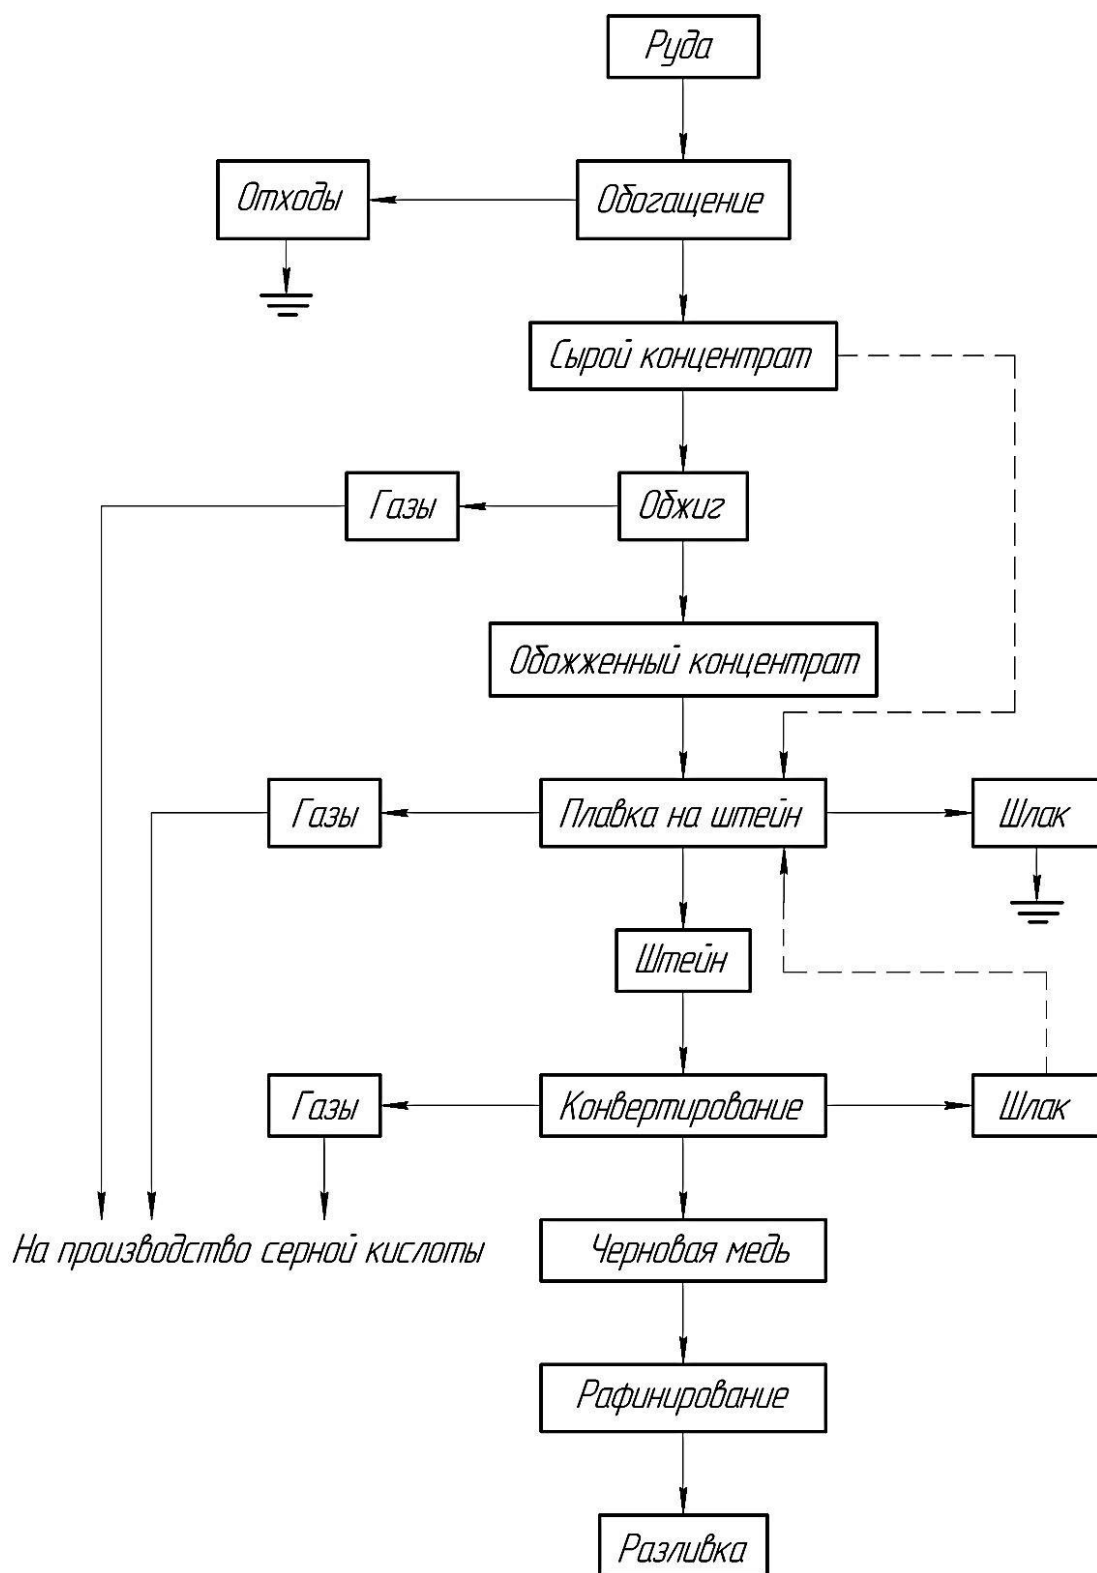 Руда
Отходы
Обогащение
Сырой концентрат
Газы
Обжиг
Обожженный концентрат
Газы
Плавка на штейн
Шлак
Штейн
Газы
Конвертирование
Шлак
На производство серной кислоты
Черновая медь
Рафинирование
Разливка